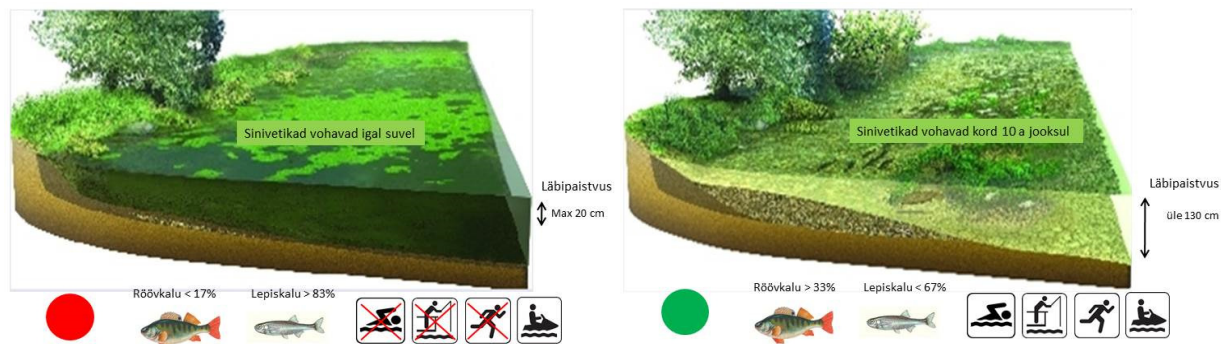 Sinivetikad vohavad igal suvel
Läbipaistvus
Max 20 cm
Röövkalu < 17%
Lepiskalu > 83%
Sinivetikad vohavad kord 10 a jooksul
Läbipaistvus
üle 130 cm
Röövkalu > 33%
Lepiskalu < 67%